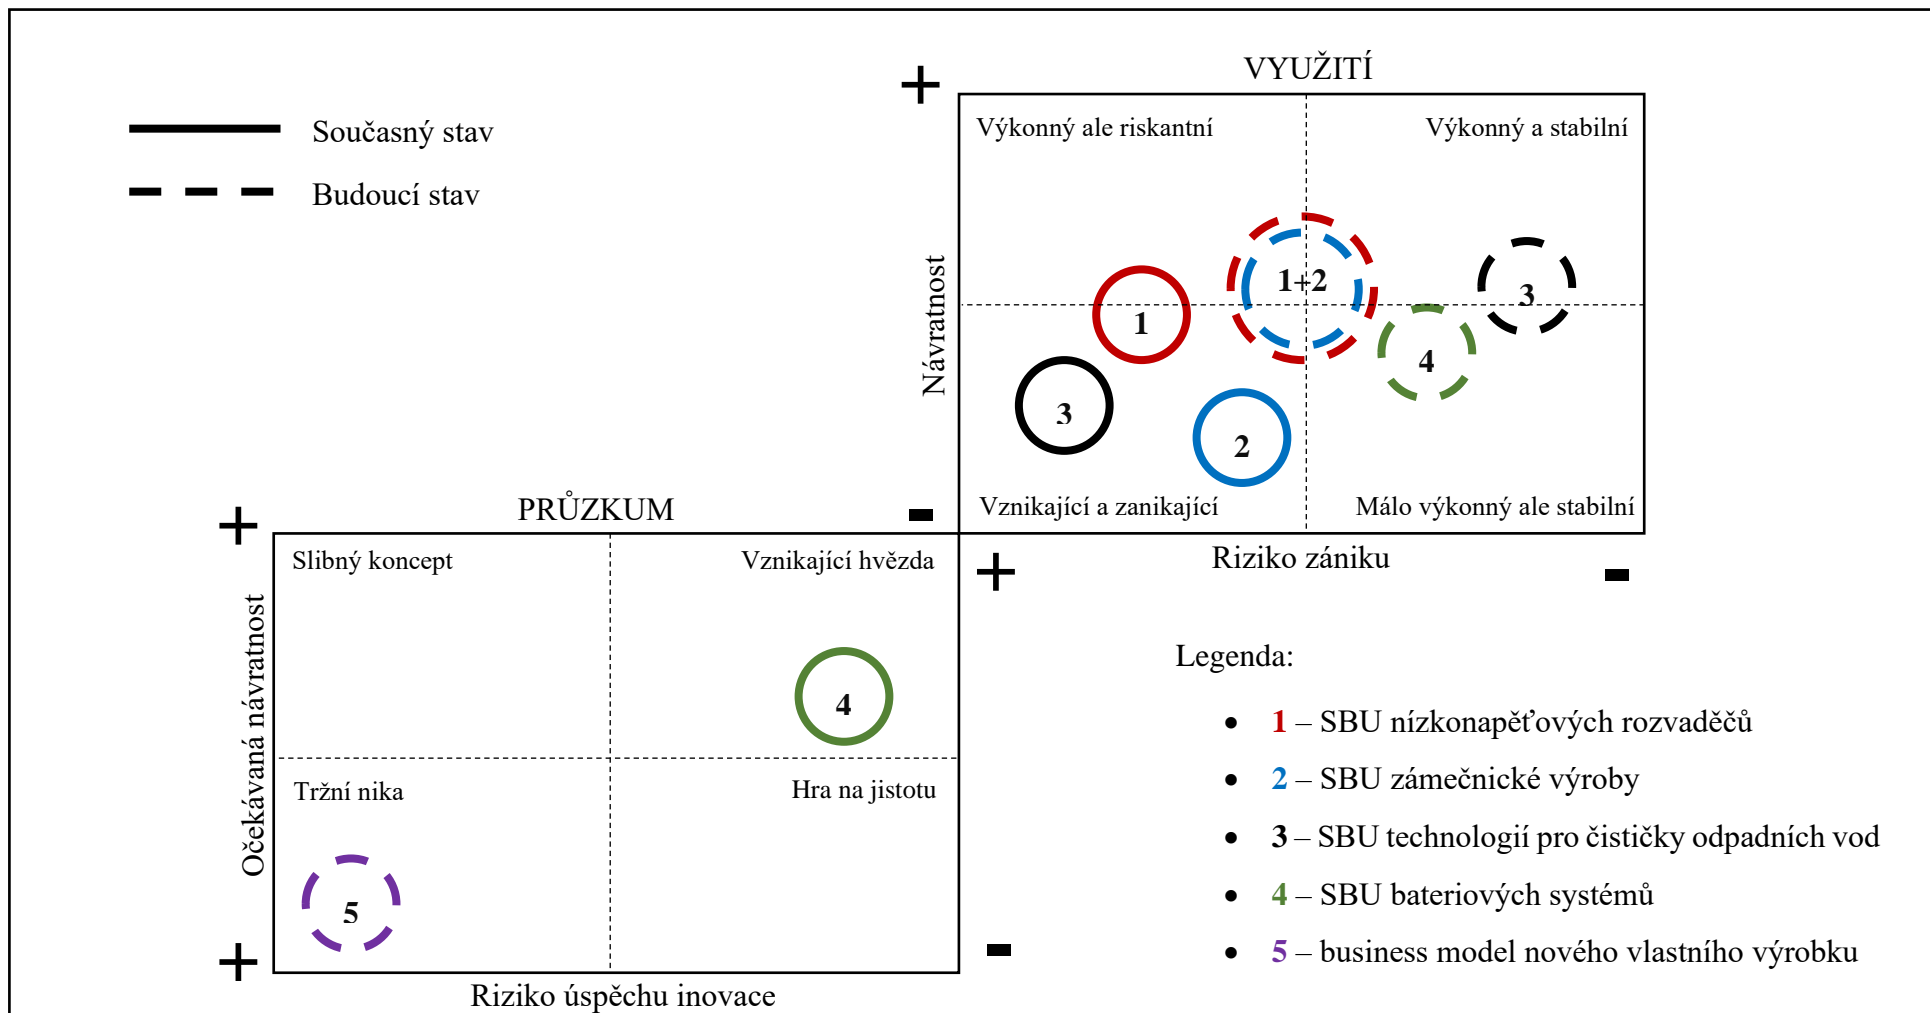 Současný stav
Budoucí stav
VYUŽITÍ
+
Výkonný ale riskantní
Výkonný a stabilní
Návratnost
1
1+2
3
4
3
2
Vznikající a zanikající
Málo výkonný ale stabilní
-
+
Riziko zániku
-
PRŮZKUM
+
Slibný koncept
Vznikající hvězda
Očekávaná návratnost
4
Tržní nika
Hra na jistotu
5
+
-
Riziko úspěchu inovace
Legenda:
• 1 – SBU nízkonapěťových rozvaděčů
• 2 – SBU zámečnické výroby
• 3 – SBU technologií pro čističky odpadních vod
• 4 – SBU bateriových systémů
• 5 – business model nového vlastního výrobku